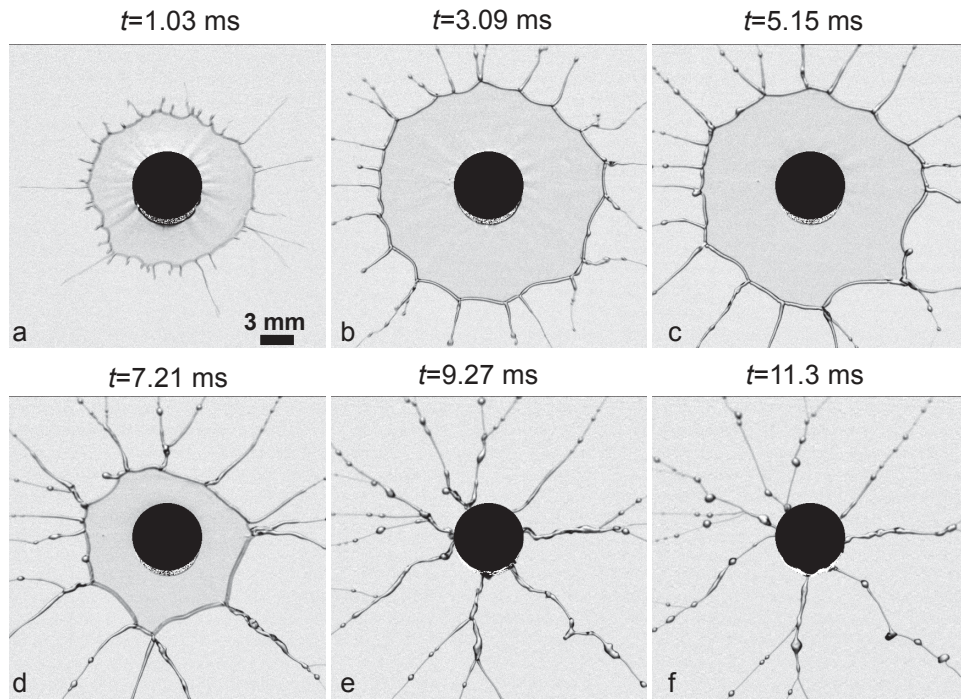 t=1.03 ms
t=3.09 ms
t=5.15 ms
a
3 mm
b
c
t=7.21 ms
t=9.27 ms
t=11.3 ms
d
e
f